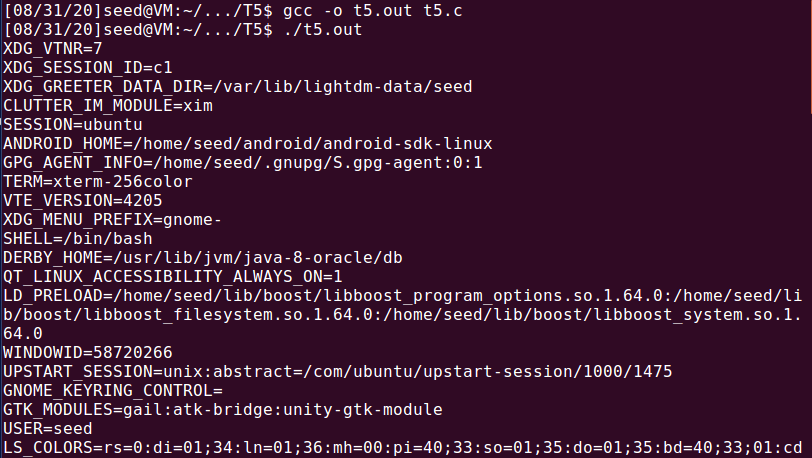 [08/31/20]seed@VM:~/.../T5$ gcc -o t5.out t5.c
[08/31/20]seed@VM:~/.../T5$ ./t5.out
XDG_VTNR=7
XDG_SESSION_ID=c1
XDG_GREETER_DATA_DIR=/var/lib/lightdm-data/seed
CLUTTER_IM_MODULE=xim
SESSION=ubuntu
ANDROID_HOME=/home/seed/android/android-sdk-linux
GPG_AGENT_INFO=/home/seed/.gnupg/S.gpg-agent:0:1
TERM=xterm-256color
VTE_VERSION=4205
XDG_MENU_PREFIX=gnome-
SHELL=/bin/bash
DERBY_HOME=/usr/lib/jvm/java-8-oracle/db
QT_LINUX_ACCESSIBILITY_ALWAYS_ON=1
LD_PRELOAD=/home/seed/lib/boost/libboost_program_options.so.1.64.0:/home/seed/li
b/boost/libboost_filesystem.so.1.64.0:/home/seed/lib/boost/libboost_system.so.1.
64.0
WINDOWID=58720266
UPSTART_SESSION=unix:abstract=/com/ubuntu/upstart-session/1000/1475
GNOME_KEYRING_CONTROL=
GTK_MODULES=gail:atk-bridge:unity-gtk-module
USER=seed
LS_COLORS=rs=0:di=01;34:ln=01;36:mh=00:pi=40;33:so=01;35:do=01;35:bd=40;33;01:cd